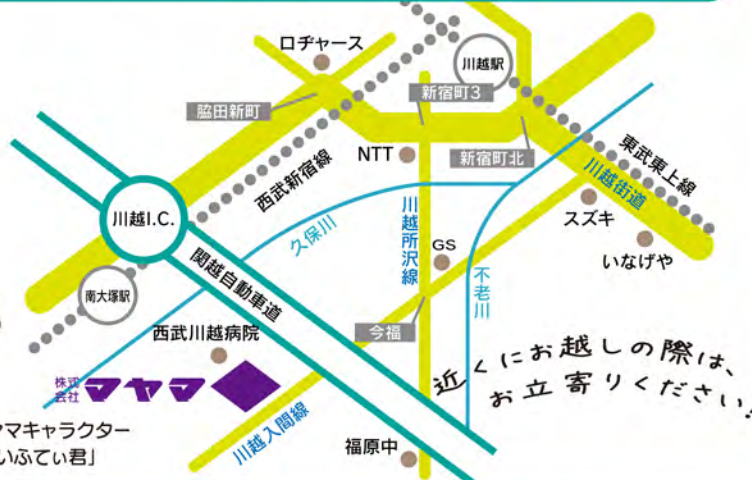 ロヂャース
川越駅
新宿町3
脇田新町
NTT
新宿町北
東武東上線
西武新宿線
川越街道
川越I.C.
スズキ
久保川
川越所沢線
GS
いなげや
関越自動車道
不老川
南大塚駅
西武川越病院
今福
近くにお越しの際は、
お立寄りください
株式会社 マヤマ
マキャラクター
いふてぃ君」
川越入間線
福原中